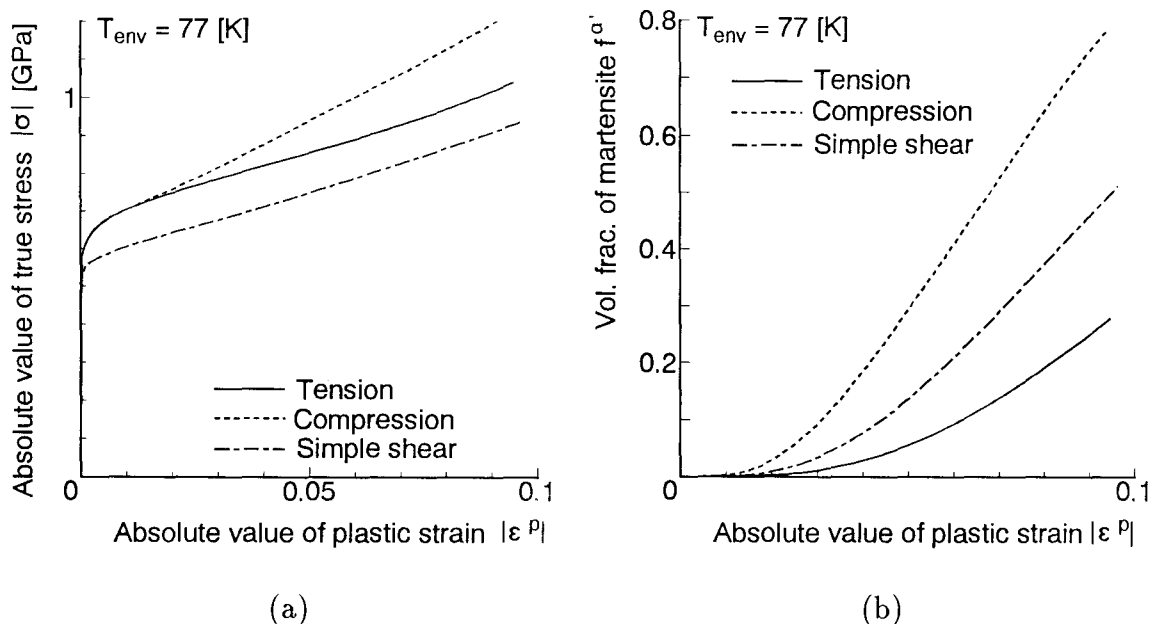 T_env = 77 [K]
Absolute value of true stress |σ| [GPa]
1
Tension
Compression
Simple shear
0
0.05
0.1
Absolute value of plastic strain |ε^p|
(a)
T_env = 77 [K]
Tension
Compression
Simple shear
Vol. frac. of martensite f^α'
0.8
0.6
0.4
0.2
0
0.1
Absolute value of plastic strain |ε^p|
(b)